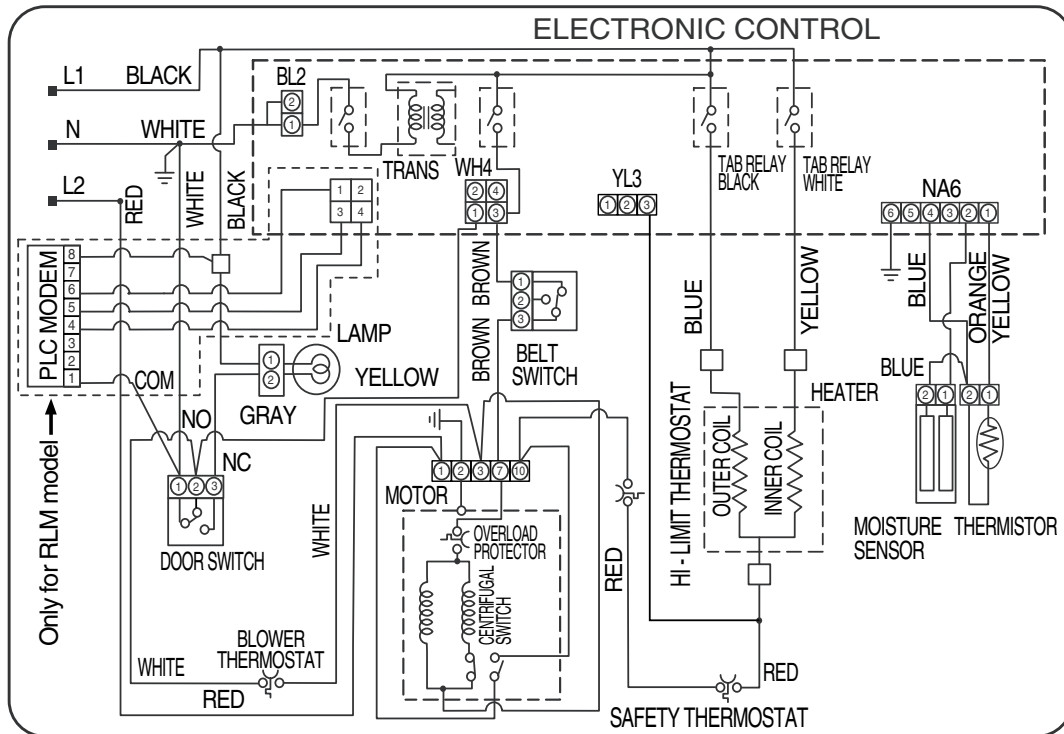 ELECTRONIC CONTROL
L1
BLACK
BL2
2
1
N
WHITE
TRANS
WH4
2 4
1 3
YL3
1 2 3
TAB RELAY
BLACK
TAB RELAY
WHITE
NA6
6 5 4 3 2 1
L2
RED
WHITE
BLACK
1 2
3 4
PLC MODEM
8
7
6
5
4
3
2
1
COM
BROWN
1
2
3
BELT
SWITCH
BROWN
BLUE
YELLOW
BLUE
ORANGE
YELLOW
LAMP
1
2
YELLOW
GRAY
HEATER
BLUE
2 1
2 1
Only for RLM model
NO
NC
1 2 3
DOOR SWITCH
WHITE
1 2 3 7 10
MOTOR
OVERLOAD
PROTECTOR
CENTRIFUGAL
SWITCH
RED
HI - LIMIT THERMOSTAT
OUTER COIL
INNER COIL
MOISTURE
SENSOR
THERMISTOR
BLOWER
THERMOSTAT
WHITE
RED
RED
SAFETY THERMOSTAT